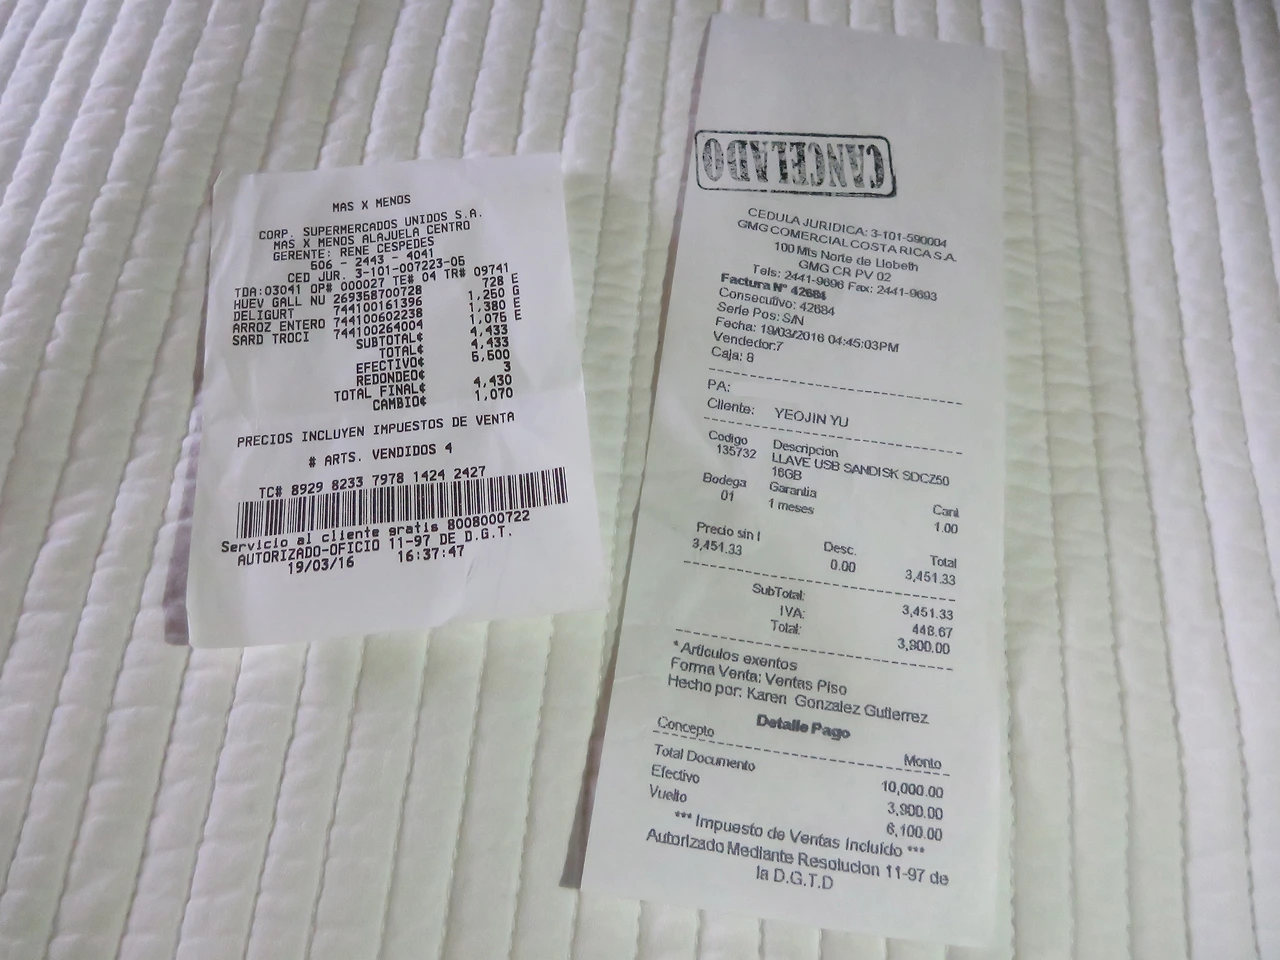 MAS X MENOS
CORP. SUPERMERCADOS UNIDOS S.A.
MAS X MENOS ALAJUELA CENTRO
GERENTE: RENE CESPEDES
506 - 2443 - 4041
CED JUR. 3-101-007223-05
TDA:03041 OP# 000027 TE# 04 TR# 09741
HUEV GALL NU 269368700728 728 E
DELIGURT 744100161396 1,250 G
ARROZ ENTERO 744100602238 1,380 E
SARD TROCI 744100264004 1,075 E
SUBTOTAL¢ 4,433
TOTAL¢ 4,433
EFECTIVO¢ 5,500
REDONDEO¢ 3
TOTAL FINAL¢ 4,430
CAMBIO¢ 1,070
PRECIOS INCLUYEN IMPUESTOS DE VENTA
# ARTS. VENDIDOS 4
TC# 8929 8233 7978 1424 2427
Servicio al cliente gratis 8008000722
AUTORIZADO-OFICIO 11-97 DE D.G.T.
19/03/16 16:37:47
CANCELADO
CEDULA JURIDICA: 3-101-590004
GMG COMERCIAL COSTA RICA S.A.
100 Mts Norte de Llobeth
GMG CR PV 02
Tels: 2441-9696 Fax: 2441-9693
Factura N° 42684
Consecutivo: 42684
Serie Pos: S/N
Fecha: 19/03/2016 04:45:03PM
Vendedor:7
Caja: 8
PA:
Cliente: YEOJIN YU
Codigo Descripcion
135732 LLAVE USB SANDISK SDCZ50
16GB
Bodega Garantia Cant
01 1 meses 1.00
Precio sin I Desc. Total
3,451.33 0.00 3,451.33
SubTotal: 3,451.33
IVA: 448.67
Total: 3,900.00
*Articulos exentos
Forma Venta: Ventas Piso
Hecho por: Karen Gonzalez Gutierrez
Detalle Pago
Concepto Monto
Total Documento 10,000.00
Efectivo 3,900.00
Vuelto 6,100.00
*** Impuesto de Ventas Incluído ***
Autorizado Mediante Resolucion 11-97 de
la D.G.T.D